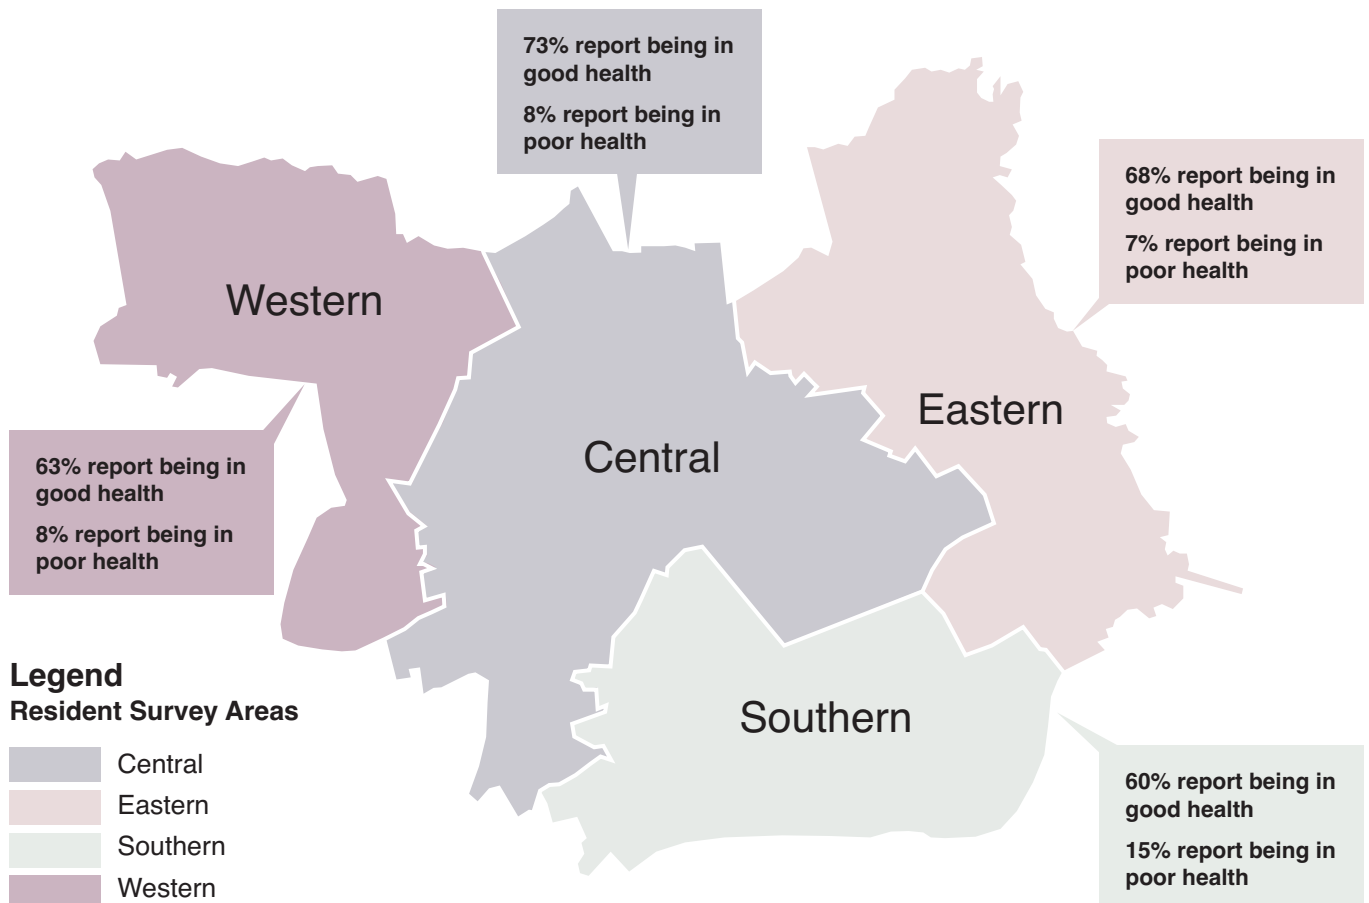 73% report being in
good health
8% report being in
poor health
68% report being in
good health
7% report being in
poor health
Western
Eastern
Central
63% report being in
good health
8% report being in
poor health
Southern
Legend
Resident Survey Areas
Central
Eastern
Southern
Western
60% report being in
good health
15% report being in
poor health